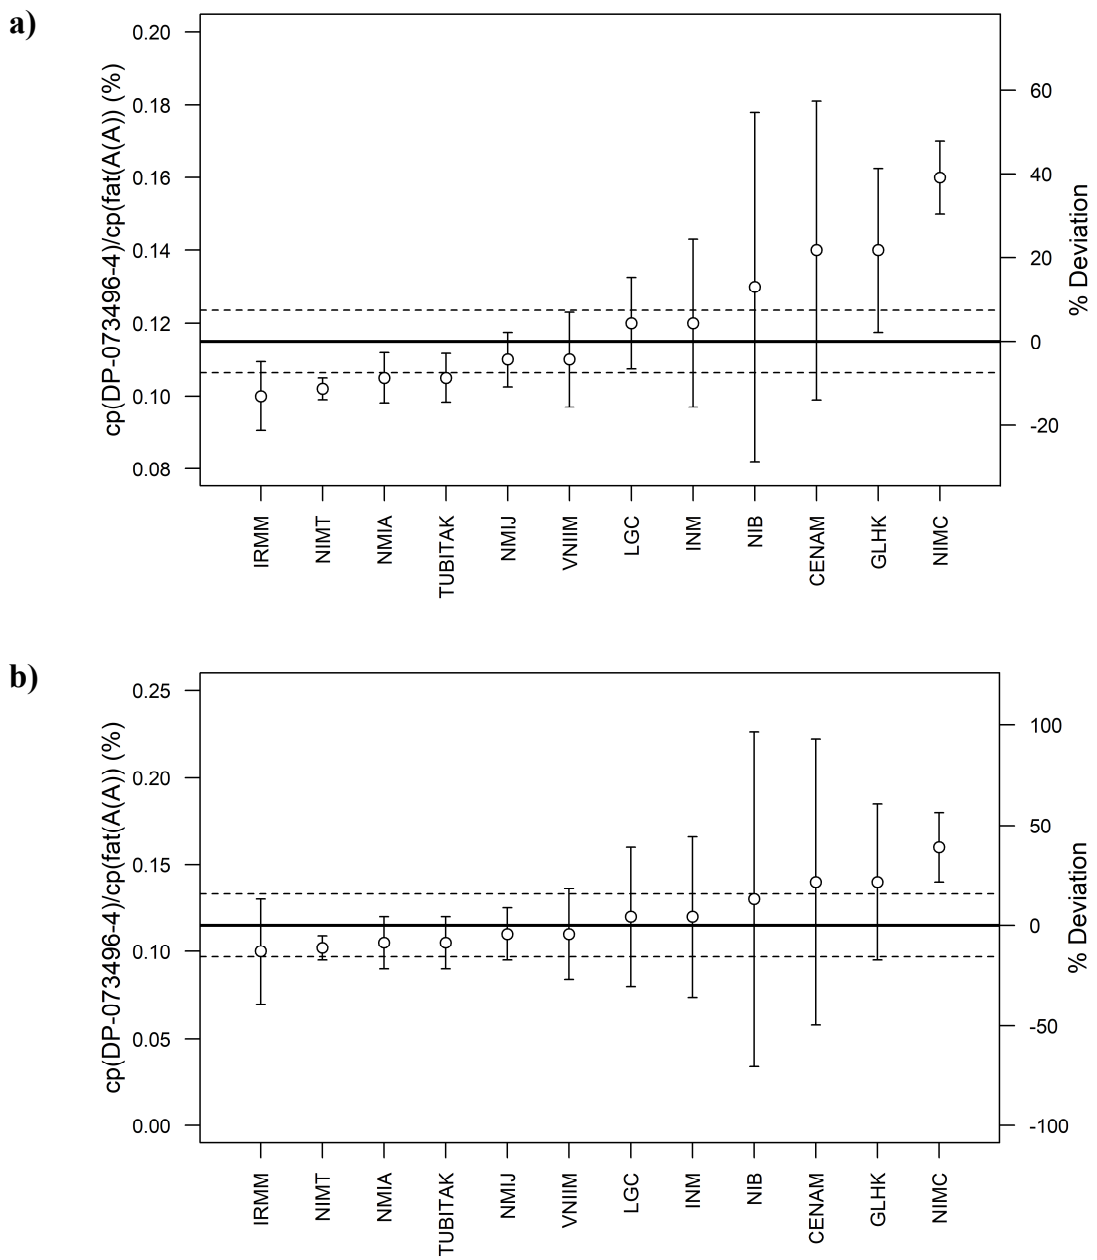 a)
cp(DP-073496-4)/cp(fat(A(A)) (%)
0.20
0.18
0.16
0.14
0.12
0.10
0.08
60
40
20
0
-20
% Deviation
IRMM
NIMT
NMIA
TUBITAK
NMIJ
VNIIM
LGC
INM
NIB
CENAM
GLHK
NIMC
b)
cp(DP-073496-4)/cp(fat(A(A)) (%)
0.25
0.20
0.15
0.10
0.05
0.00
100
50
0
-50
-100
% Deviation
IRMM
NIMT
NMIA
TUBITAK
NMIJ
VNIIM
LGC
INM
NIB
CENAM
GLHK
NIMC